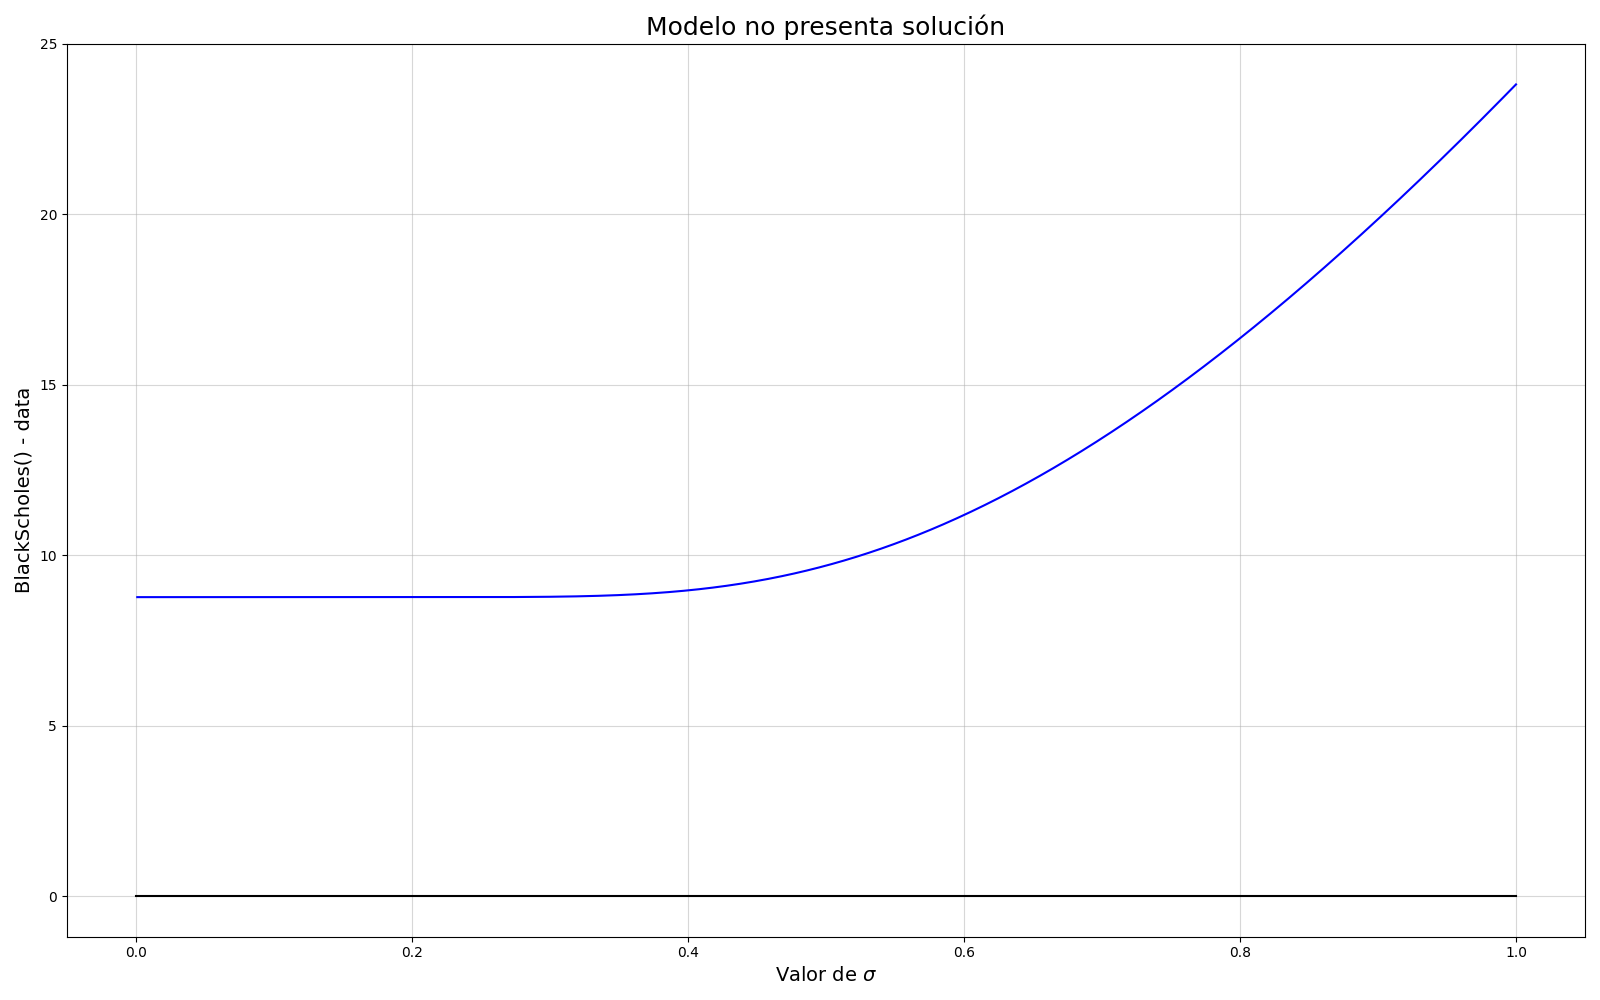 Modelo no presenta solución
BlackScholes() - data
25
20
15
10
5
0
0.0 0.2 0.4 0.6 0.8 1.0
Valor de σ